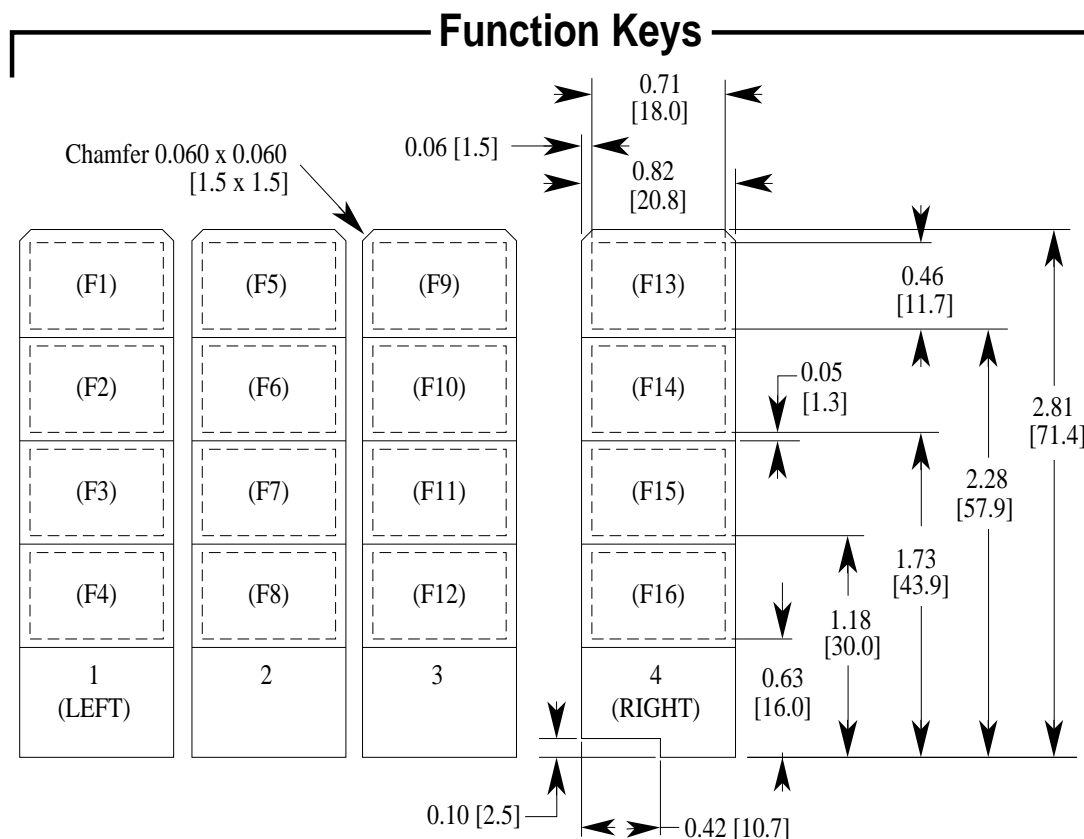 Function Keys
0.71
[18.0]
0.06 [1.5]
Chamfer 0.060 x 0.060
[1.5 x 1.5]
0.82
[20.8]
(F1)
(F5)
(F9)
(F13)
0.46
[11.7]
(F2)
(F6)
(F10)
(F14)
0.05
[1.3]
2.81
[71.4]
(F3)
(F7)
(F11)
(F15)
2.28
[57.9]
(F4)
(F8)
(F12)
(F16)
1.73
[43.9]
1.18
[30.0]
1
(LEFT)
2
3
4
(RIGHT)
0.63
[16.0]
0.10 [2.5]
0.42 [10.7]